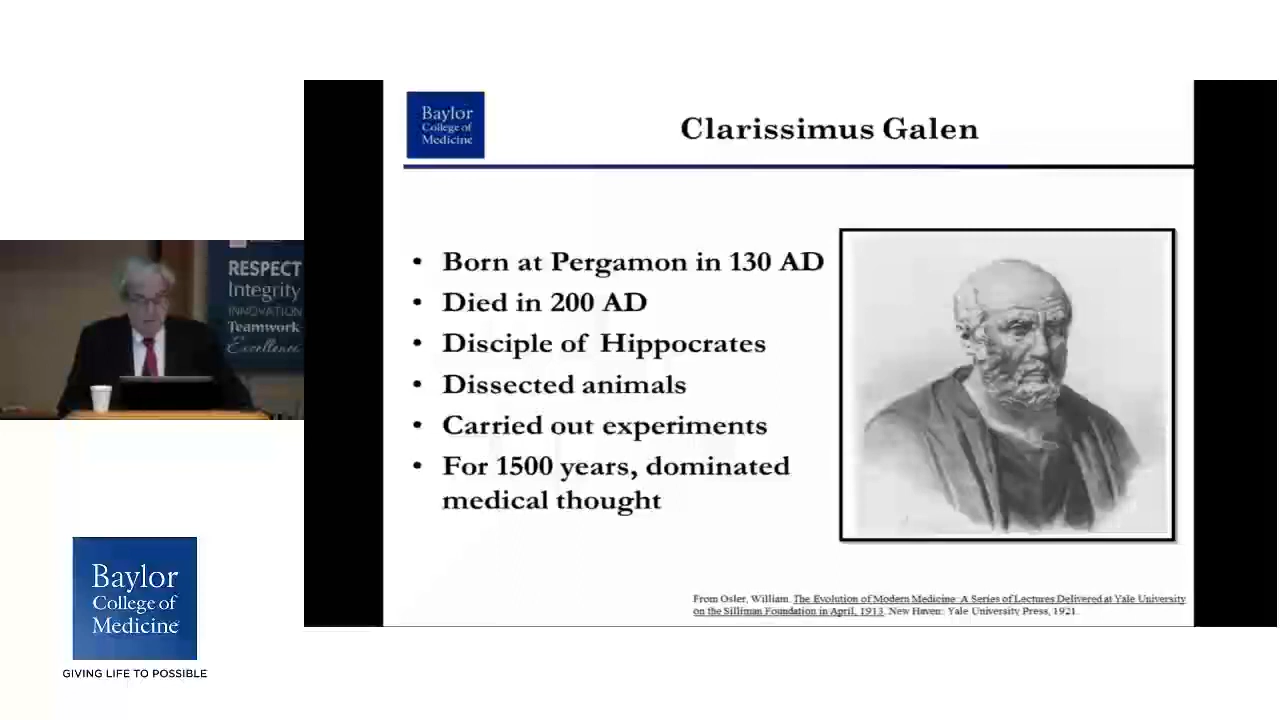 Baylor
College of
Medicine
Clarissimus Galen
• Born at Pergamon in 130 AD
• Died in 200 AD
• Disciple of Hippocrates
• Dissected animals
• Carried out experiments
• For 1500 years, dominated
medical thought
From Osler, William. The Evolution of Modern Medicine: A Series of Lectures Delivered at Yale University
on the Silliman Foundation in April, 1913. New Haven: Yale University Press, 1921.
RESPECT
Integrity
INNOVATION
Teamwork
Excellence
Baylor
College of
Medicine
GIVING LIFE TO POSSIBLE